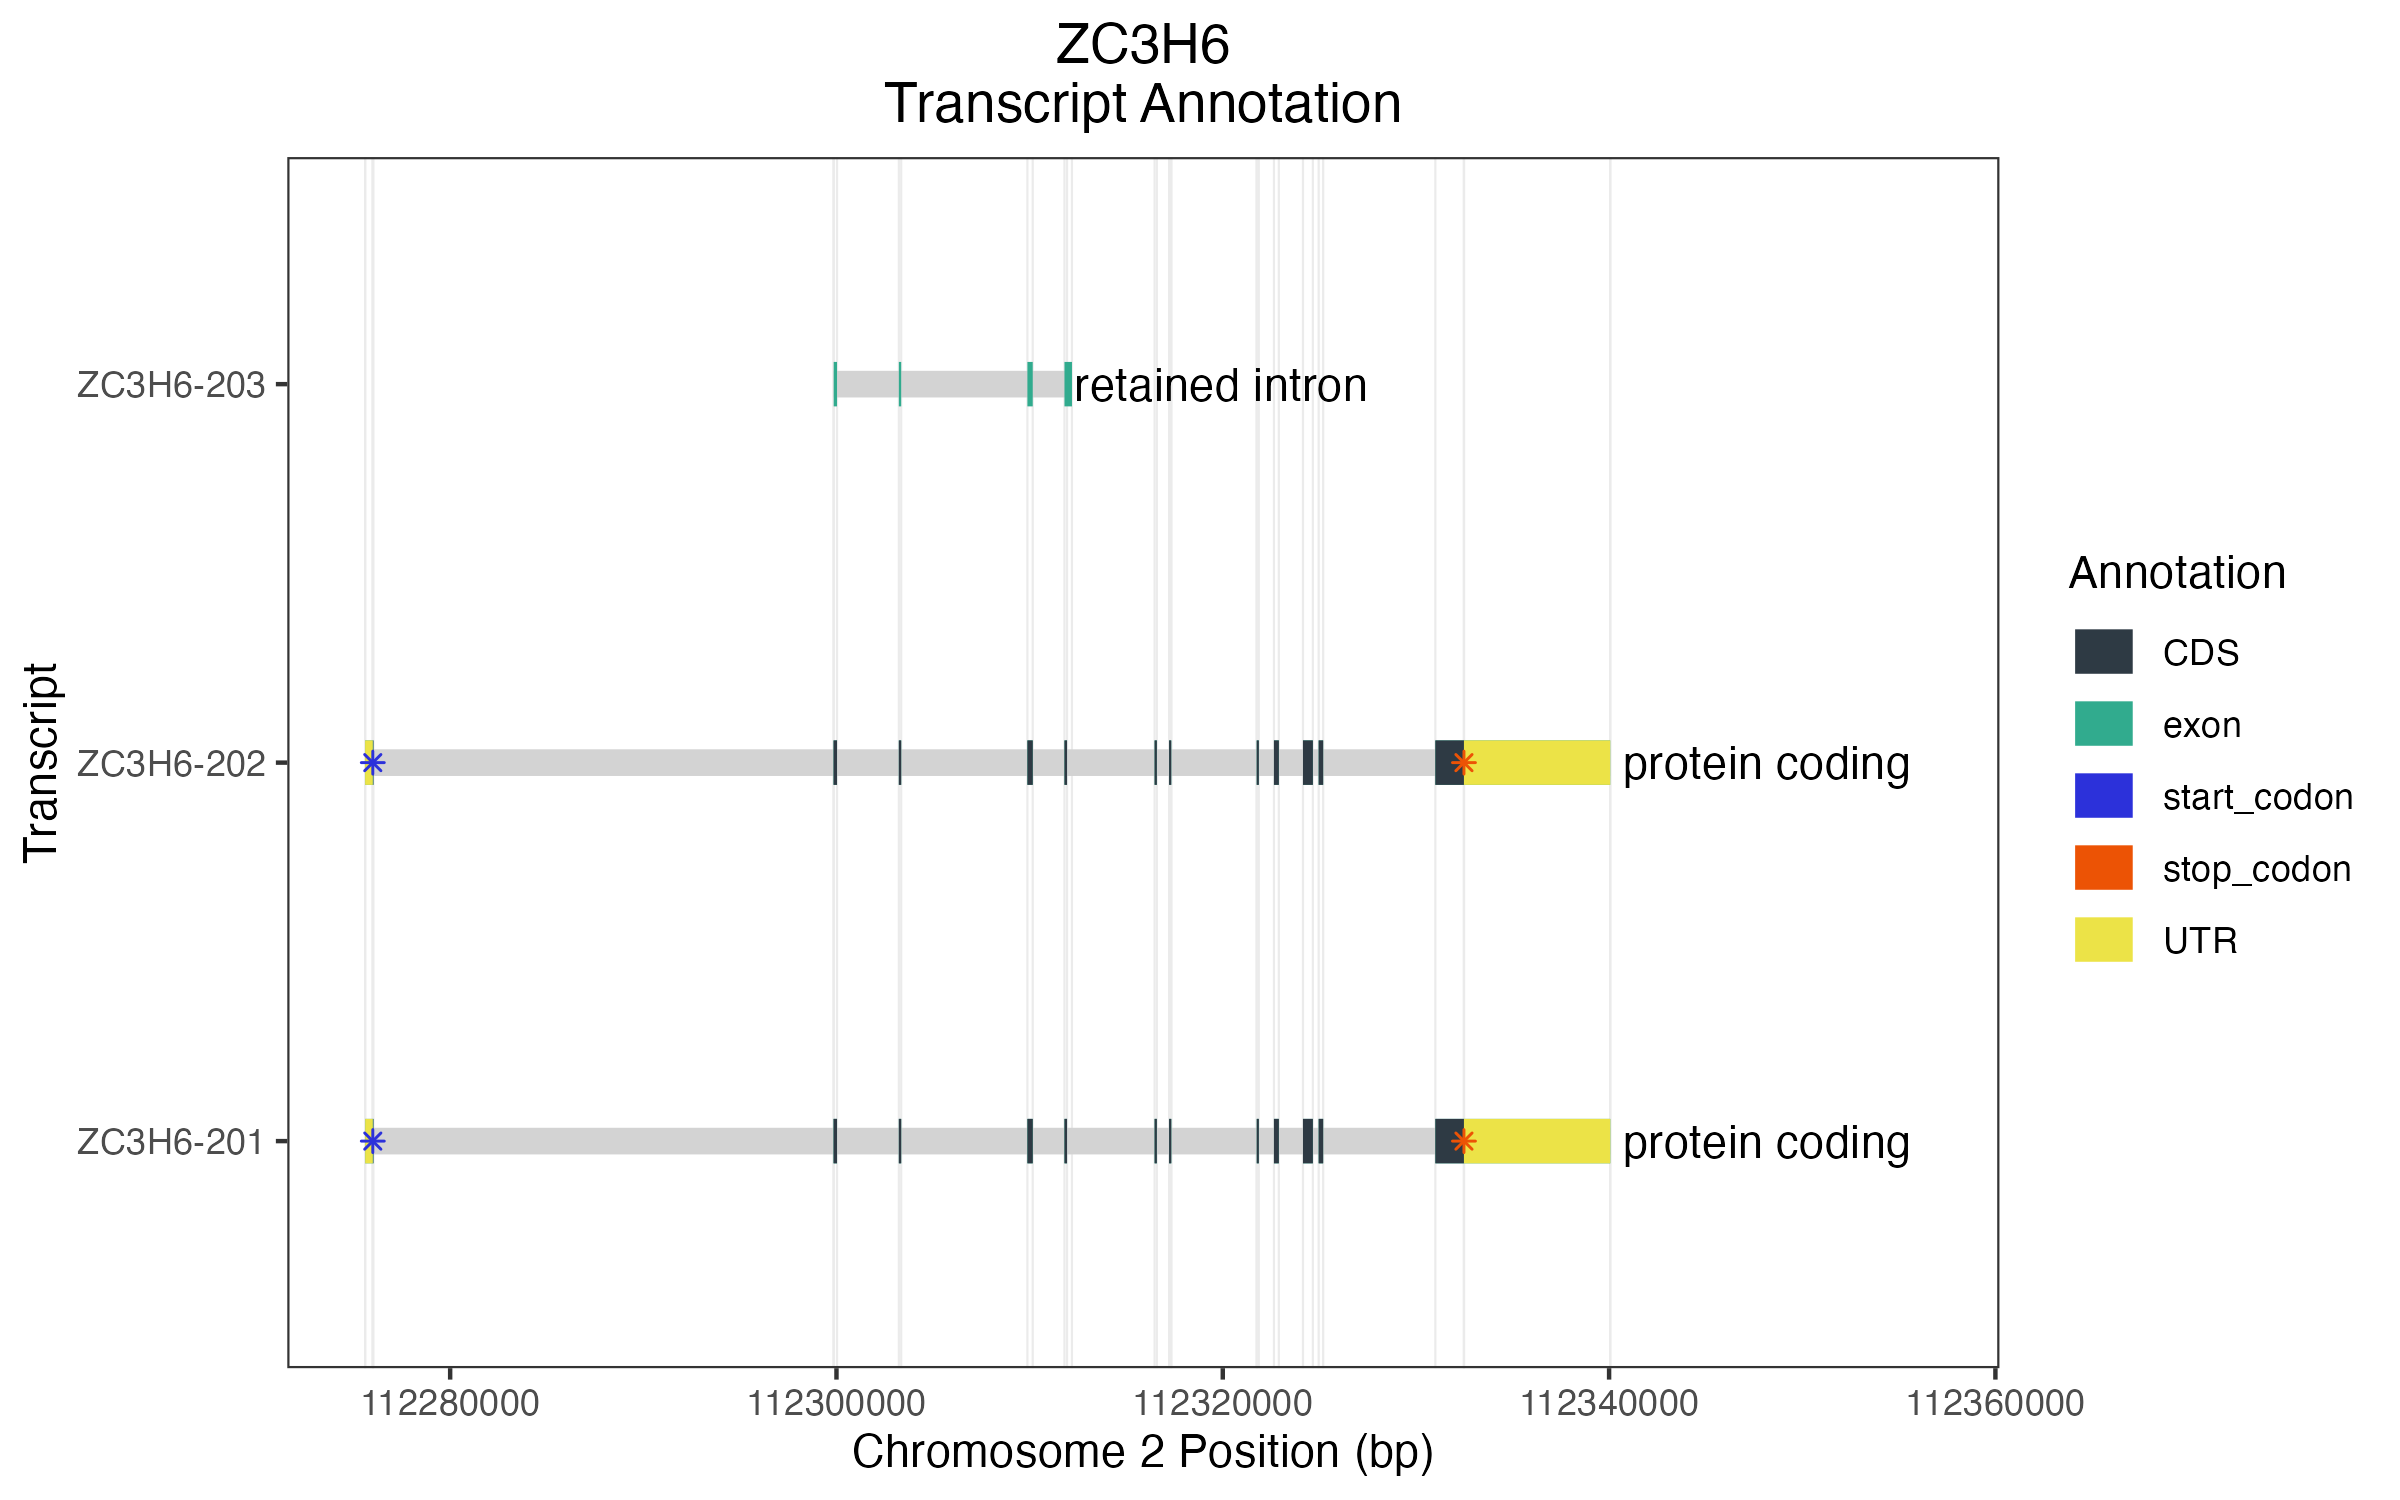 ZC3H6
Transcript Annotation
Transcript
ZC3H6-203
retained intron
ZC3H6-202
protein coding
ZC3H6-201
protein coding
112280000
112300000
112320000
112340000
112360000
Chromosome 2 Position (bp)
Annotation
CDS
exon
start_codon
stop_codon
UTR